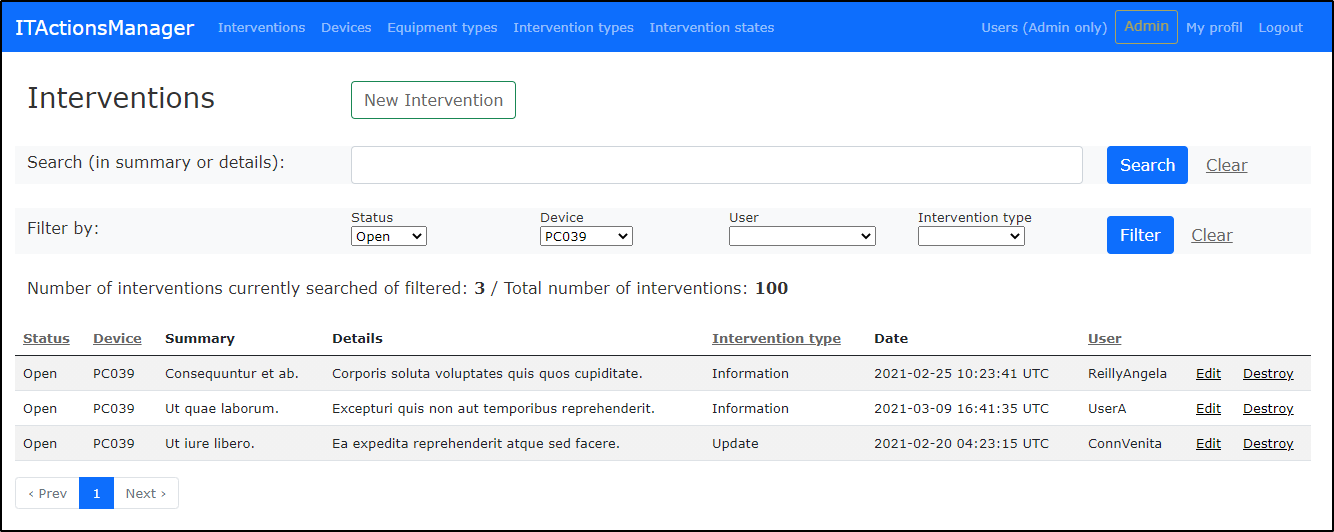 ITActionsManager Interventions Devices Equipment types Intervention types Intervention states Users (Admin only) Admin My profil Logout
Interventions New Intervention
Search (in summary or details): Search Clear
Filter by: Status Device User Intervention type
Open PC039 Filter Clear
Number of interventions currently searched of filtered: 3 / Total number of interventions: 100
Status Device Summary Details Intervention type Date User
Open PC039 Consequuntur et ab. Corporis soluta voluptates quis quos cupiditate. Information 2021-02-25 10:23:41 UTC ReillyAngela Edit Destroy
Open PC039 Ut quae laborum. Excepturi quis non aut temporibus reprehenderit. Information 2021-03-09 16:41:35 UTC UserA Edit Destroy
Open PC039 Ut iure libero. Ea expedita reprehenderit atque sed facere. Update 2021-02-20 04:23:15 UTC ConnVenita Edit Destroy
‹ Prev 1 Next ›